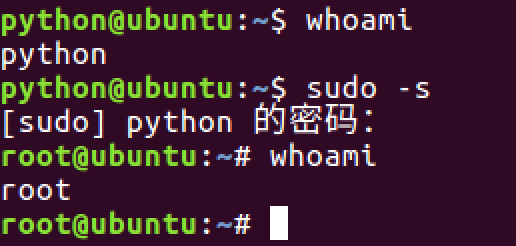 python@ubuntu:~$ whoami
python
python@ubuntu:~$ sudo -s
[sudo] python 的密码：
root@ubuntu:~# whoami
root
root@ubuntu:~#